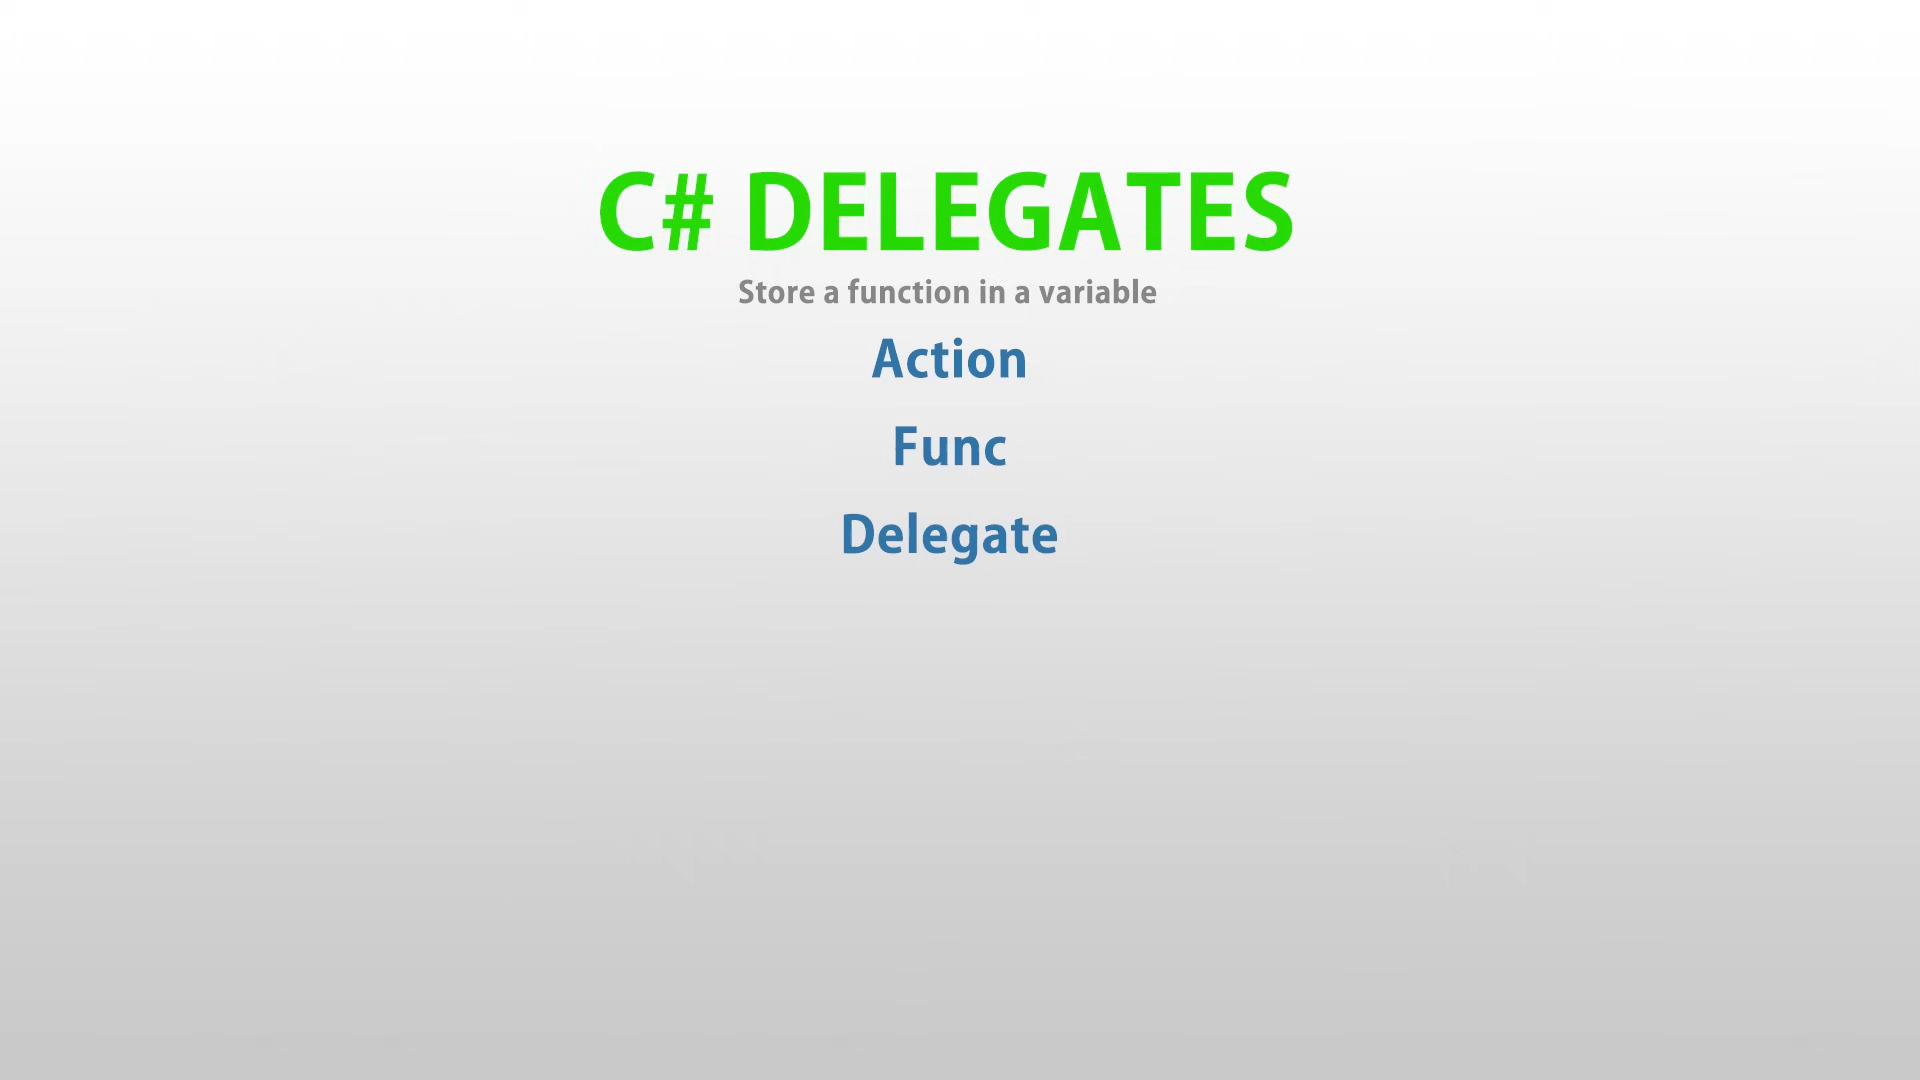 C# DELEGATES
Store a function in a variable
Action
Func
Delegate